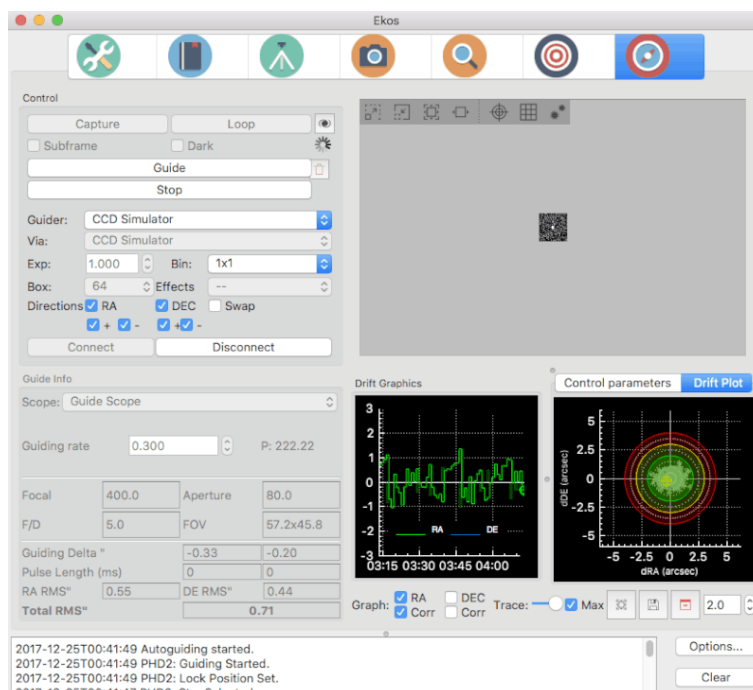 Ekos
Control
Capture Loop
Subframe Dark
Guide
Stop
Guider: CCD Simulator
Via: CCD Simulator
Exp: 1.000 Bin: 1x1
Box: 64 Effects --
Directions RA DEC Swap
+ - + -
Connect Disconnect
Guide Info
Scope: Guide Scope
Guiding rate 0.300 P: 222.22
Focal 400.0 Aperture 80.0
F/D 5.0 FOV 57.2x45.8
Guiding Delta " -0.33 -0.20
Pulse Length (ms) 0 0
RA RMS" 0.55 DE RMS" 0.44
Total RMS" 0.71
Drift Graphics
3
2
1
0
-1
-2
-3
RA DE
03:15 03:30 03:45 04:00
Control parameters Drift Plot
dDE (arcsec)
5
2.5
0
-2.5
-5
-5 -2.5 0 2.5 5
dRA (arcsec)
Graph: RA DEC Trace: Max 2.0
Corr Corr
2017-12-25T00:41:49 Autoguiding started.
2017-12-25T00:41:49 PHD2: Guiding Started.
2017-12-25T00:41:49 PHD2: Lock Position Set.
Options...
Clear